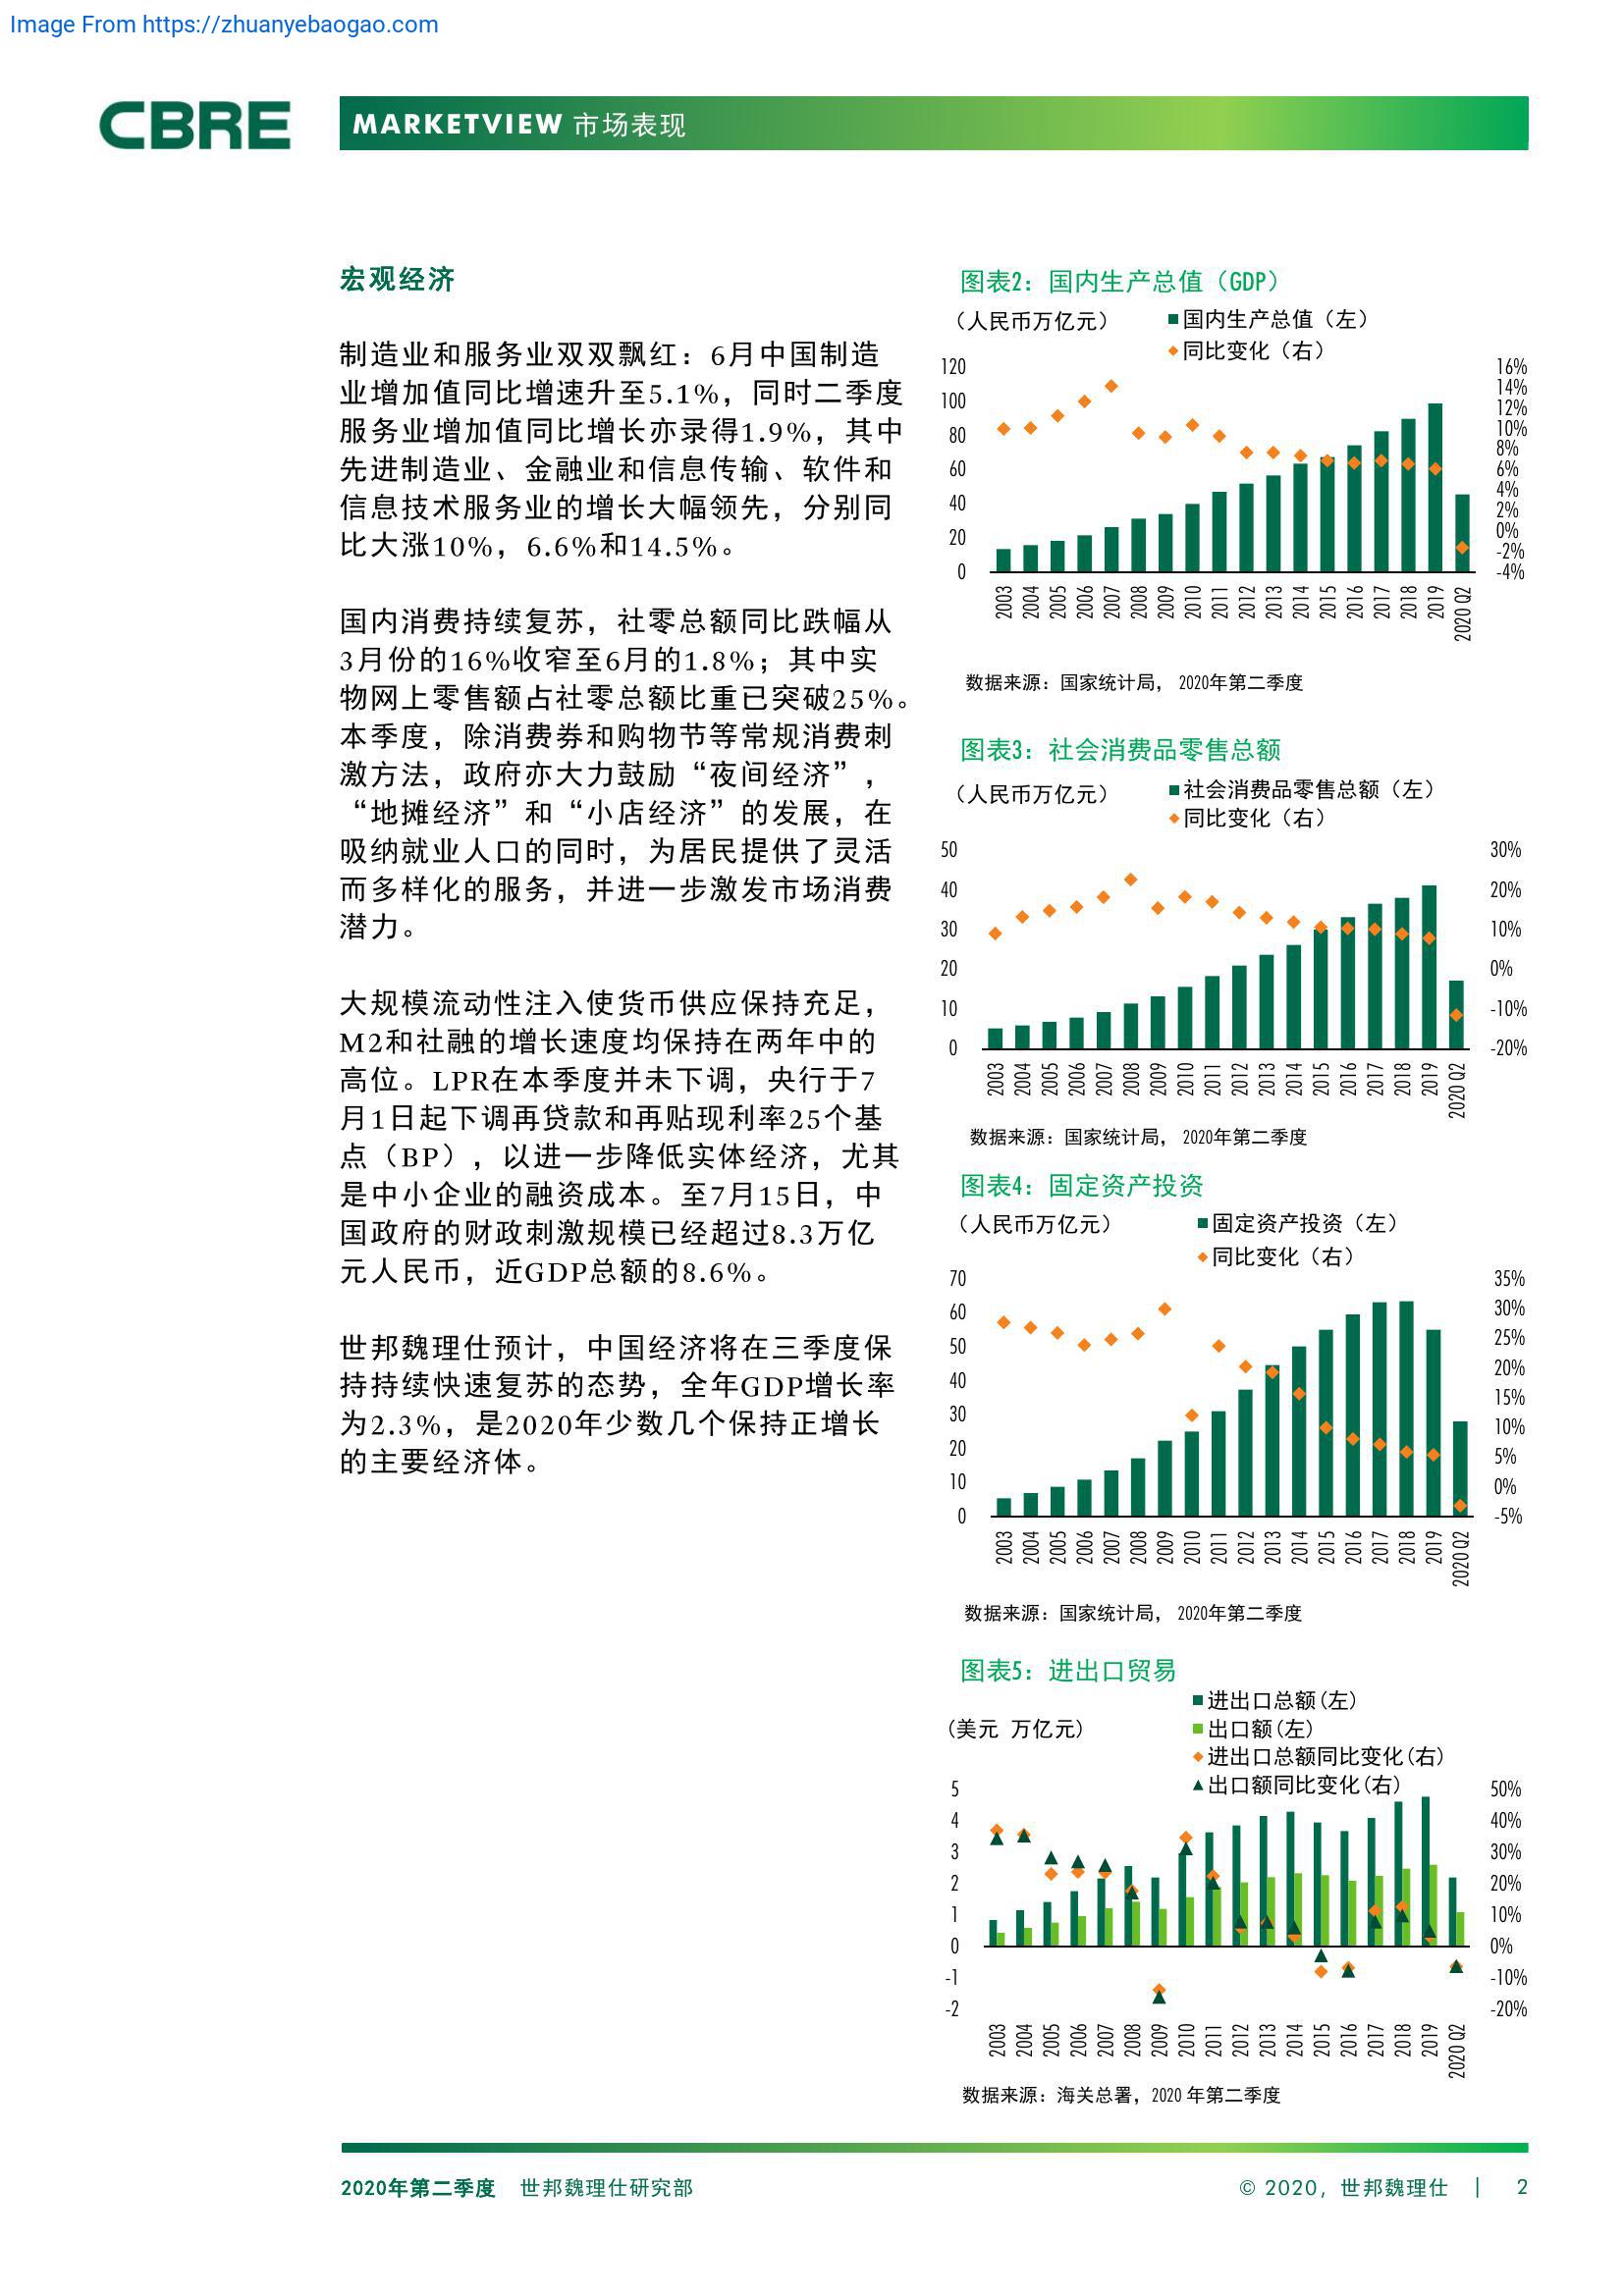 Image From https://zhuanyebaogao.com
CBRE
MARKETVIEW 市场表现
宏观经济
制造业和服务业双双飘红：6月中国制造
业增加值同比增速升至5.1%，同时二季度
服务业增加值同比增长亦录得1.9%，其中
先进制造业、金融业和信息传输、软件和
信息技术服务业的增长大幅领先，分别同
比大涨10%，6.6%和14.5%。
国内消费持续复苏，社零总额同比跌幅从
3月份的16%收窄至6月的1.8%；其中实
物网上零售额占社零总额比重已突破25%。
本季度，除消费券和购物节等常规消费刺
激方法，政府亦大力鼓励“夜间经济”，
“地摊经济”和“小店经济”的发展，在
吸纳就业人口的同时，为居民提供了灵活
而多样化的服务，并进一步激发市场消费
潜力。
大规模流动性注入使货币供应保持充足，
M2和社融的增长速度均保持在两年中的
高位。LPR在本季度并未下调，央行于7
月1日起下调再贷款和再贴现利率25个基
点（BP），以进一步降低实体经济，尤其
是中小企业的融资成本。至7月15日，中
国政府的财政刺激规模已经超过8.3万亿
元人民币，近GDP总额的8.6%。
世邦魏理仕预计，中国经济将在三季度保
持持续快速复苏的态势，全年GDP增长率
为2.3%，是2020年少数几个保持正增长
的主要经济体。
图表2：国内生产总值（GDP）
（人民币万亿元）
国内生产总值（左）
同比变化（右）
120
100
80
60
40
20
0
16%
14%
12%
10%
8%
6%
4%
2%
0%
-2%
-4%
2003 2004 2005 2006 2007 2008 2009 2010 2011 2012 2013 2014 2015 2016 2017 2018 2019 2020 Q2
数据来源：国家统计局， 2020年第二季度
图表3：社会消费品零售总额
（人民币万亿元）
社会消费品零售总额（左）
同比变化（右）
50
40
30
20
10
0
30%
20%
10%
0%
-10%
-20%
2003 2004 2005 2006 2007 2008 2009 2010 2011 2012 2013 2014 2015 2016 2017 2018 2019 2020 Q2
数据来源：国家统计局， 2020年第二季度
图表4：固定资产投资
（人民币万亿元）
固定资产投资（左）
同比变化（右）
70
60
50
40
30
20
10
0
35%
30%
25%
20%
15%
10%
5%
0%
-5%
2003 2004 2005 2006 2007 2008 2009 2010 2011 2012 2013 2014 2015 2016 2017 2018 2019 2020 Q2
数据来源：国家统计局， 2020年第二季度
图表5：进出口贸易
(美元 万亿元)
进出口总额(左)
出口额(左)
进出口总额同比变化(右)
出口额同比变化(右)
5
4
3
2
1
0
-1
-2
50%
40%
30%
20%
10%
0%
-10%
-20%
2003 2004 2005 2006 2007 2008 2009 2010 2011 2012 2013 2014 2015 2016 2017 2018 2019 2020 Q2
数据来源：海关总署，2020 年第二季度
2020年第二季度 世邦魏理仕研究部
© 2020，世邦魏理仕 | 2